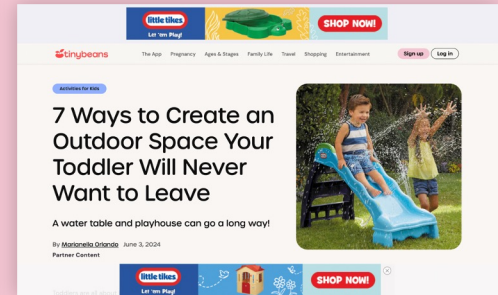 little tikes
Let 'em Play!
SHOP NOW!
tinybeans
The App Pregnancy Ages & Stages Family Life Travel Shopping Entertainment Sign up Log in
Activities for Kids
7 Ways to Create an
Outdoor Space Your
Toddler Will Never
Want to Leave
A water table and playhouse can go a long way!
By Marianella Orlando June 3, 2024
Partner Content
little tikes
Let 'em Play!
SHOP NOW!